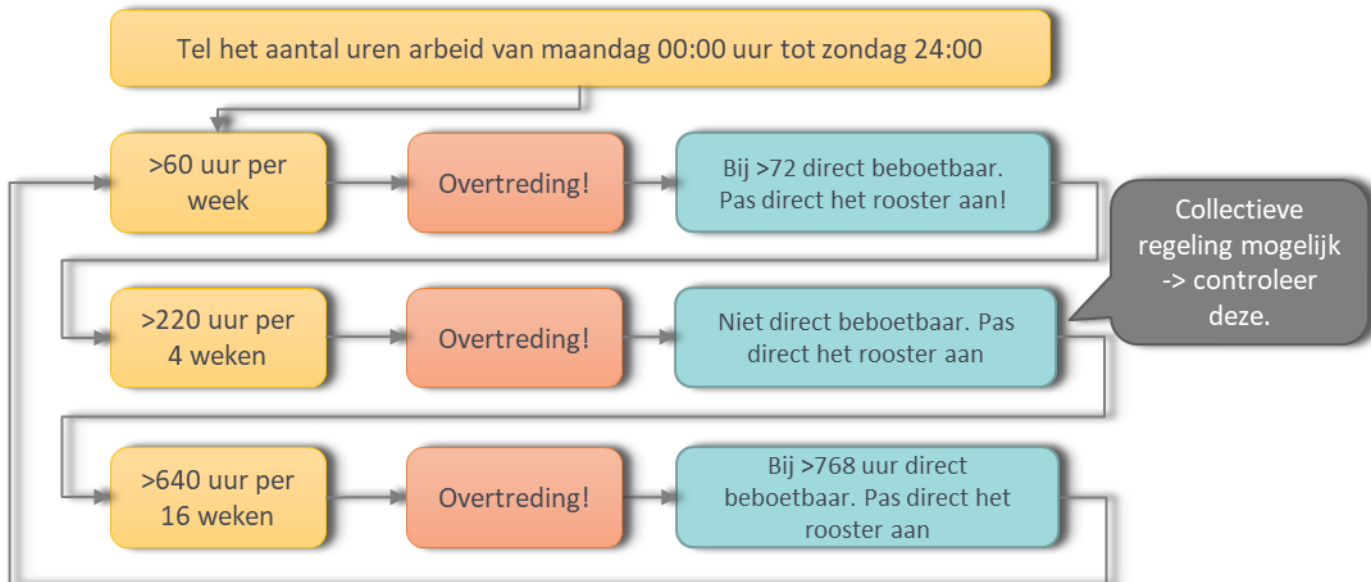 Tel het aantal uren arbeid van maandag 00:00 uur tot zondag 24:00
>60 uur per
week
Overtreding!
Bij >72 direct beboetbaar.
Pas direct het rooster aan!
Collectieve
regeling mogelijk
-> controleer
deze.
>220 uur per
4 weken
Overtreding!
Niet direct beboetbaar. Pas
direct het rooster aan
>640 uur per
16 weken
Overtreding!
Bij >768 uur direct
beboetbaar. Pas direct het
rooster aan